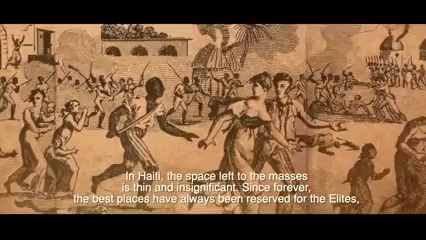 In Haiti, the space left to the masses
is thin and insignificant. Since forever,
the best places have always been reserved for the Elites,